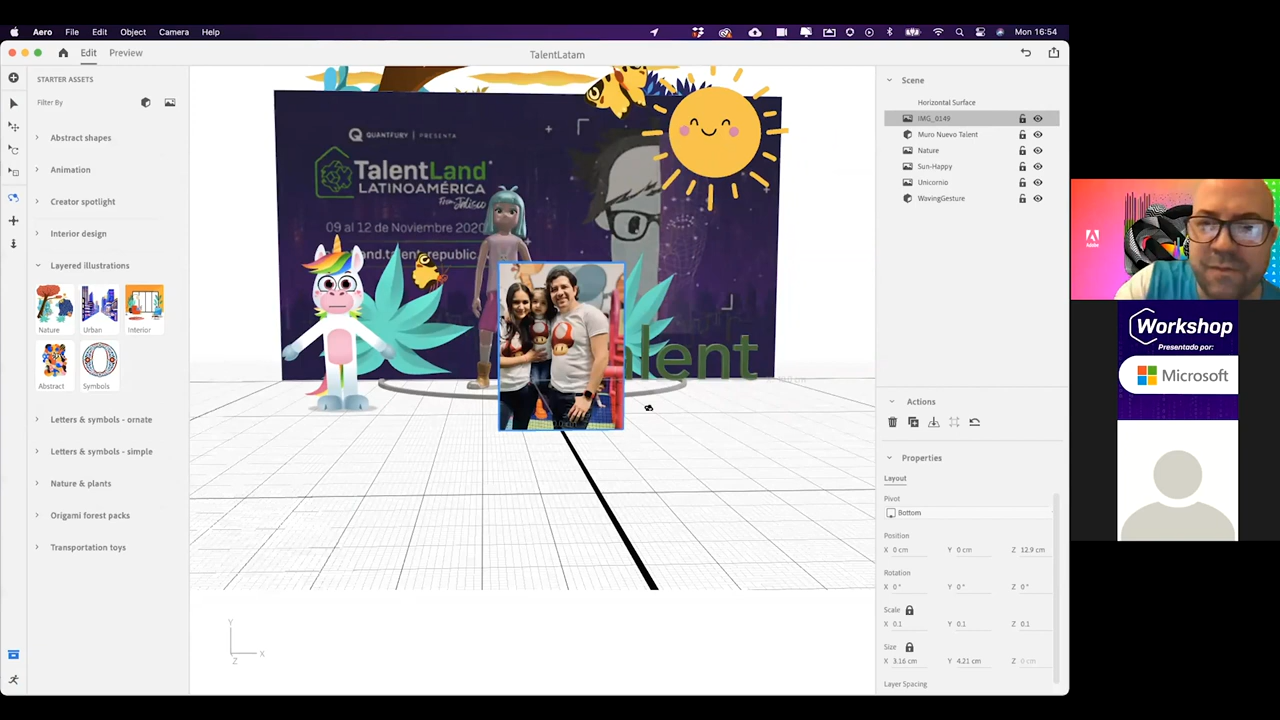 Aero File Edit Object Camera Help Mon 16:54
Edit Preview TalentLatam
STARTER ASSETS
Filter By
Abstract shapes
Animation
Creator spotlight
Interior design
Layered illustrations
Nature Urban Interior
Abstract Symbols
Letters & symbols - ornate
Letters & symbols - simple
Nature & plants
Origami forest packs
Transportation toys
QUANTFURY | PRESENTA
TalentLand
LATINOAMÉRICA
From Jalisco
09 al 12 de Noviembre 2020
lent
Scene
Horizontal Surface
IMG_0149
Muro Nuevo Talent
Nature
Sun-Happy
Unicornio
WavingGesture
Actions
Properties
Layout
Pivot
Bottom
Position
X 0 cm Y 0 cm Z 12.9 cm
Rotation
X 0° Y 0° Z 0°
Scale
X 0.1 Y 0.1 Z 0.1
Size
X 3.16 cm Y 4.21 cm Z 0 cm
Layer Spacing
Y
Z X
Adobe
Workshop
Presentado por:
Microsoft